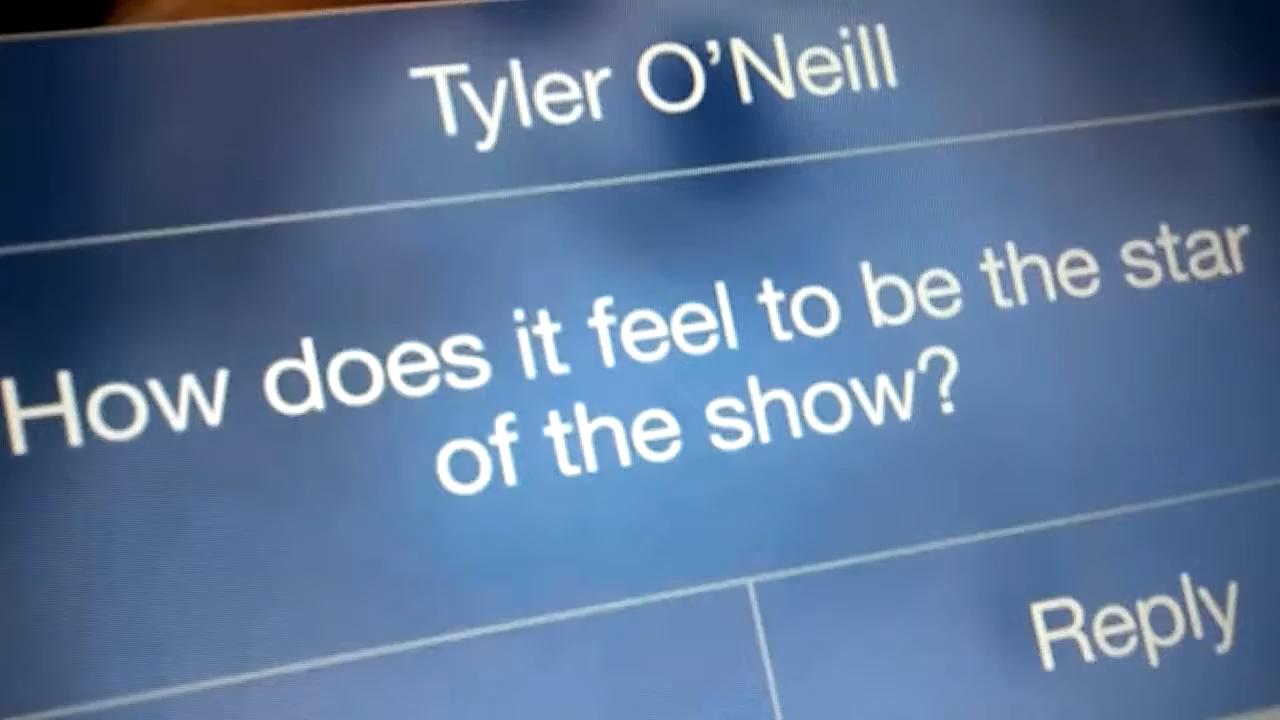 Tyler O’Neill
How does it feel to be the star
of the show?
Reply